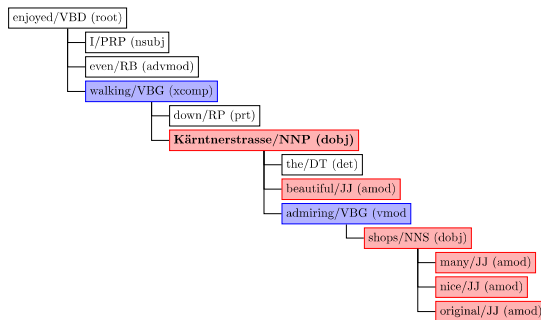 enjoyed/VBD (root)
I/PRP (nsubj
even/RB (advmod)
walking/VBG (xcomp)
down/RP (prt)
Kärntnerstrasse/NNP (dobj)
the/DT (det)
beautiful/JJ (amod)
admiring/VBG (vmod
shops/NNS (dobj)
many/JJ (amod)
nice/JJ (amod)
original/JJ (amod)